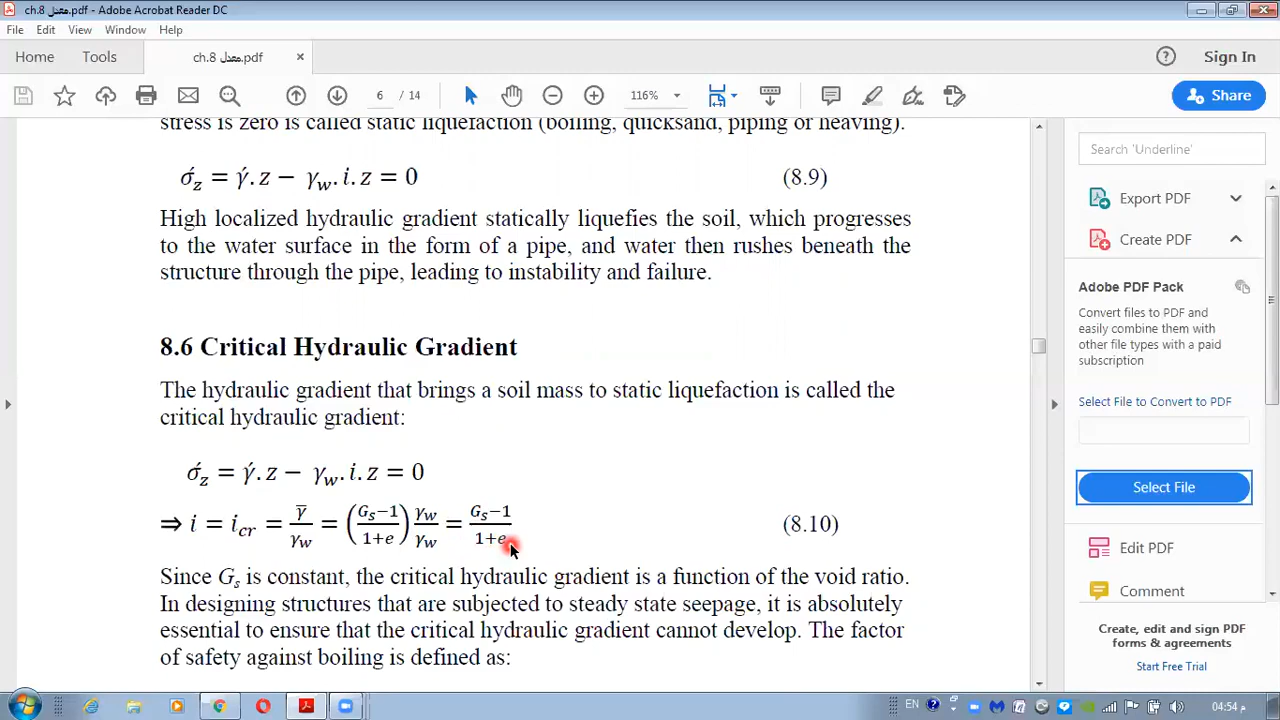 ch.8 معدل.pdf - Adobe Acrobat Reader DC
File Edit View Window Help
Home Tools ch.8 معدل.pdf × ? Sign In
6 / 14 116% Share
stress is zero is called static liquefaction (boiling, quicksand, piping or heaving).
σ́_z = γ́. z − γ_w. i. z = 0 (8.9)
High localized hydraulic gradient statically liquefies the soil, which progresses
to the water surface in the form of a pipe, and water then rushes beneath the
structure through the pipe, leading to instability and failure.
8.6 Critical Hydraulic Gradient
The hydraulic gradient that brings a soil mass to static liquefaction is called the
critical hydraulic gradient:
σ́_z = γ́. z − γ_w. i. z = 0
⇒ i = i_cr = γ̅/γ_w = ((G_s−1)/(1+e)) γ_w/γ_w = (G_s−1)/(1+e) (8.10)
Since G_s is constant, the critical hydraulic gradient is a function of the void ratio.
In designing structures that are subjected to steady state seepage, it is absolutely
essential to ensure that the critical hydraulic gradient cannot develop. The factor
of safety against boiling is defined as:
Search 'Underline'
Export PDF
Create PDF
Adobe PDF Pack
Convert files to PDF and
easily combine them with
other file types with a paid
subscription
Select File to Convert to PDF
Select File
Edit PDF
Comment
Create, edit and sign PDF
forms & agreements
Start Free Trial
EN 04:54 م